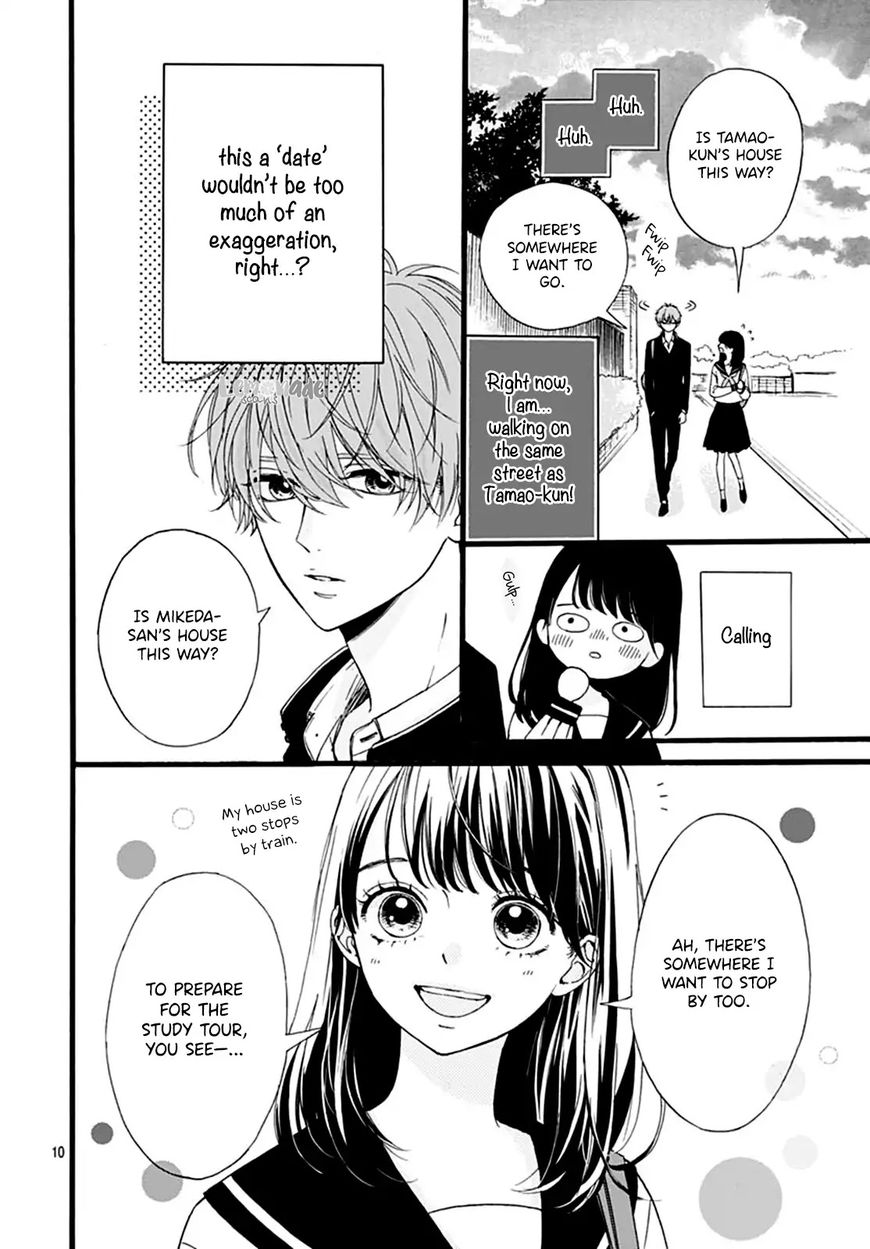 Huh.
Huh.
IS TAMAO-
KUN'S HOUSE
THIS WAY?
THERE'S
SOMEWHERE
I WANT TO
GO.
Fwip
Fwip
Right now,
I am...
walking on
the same
street as
Tamao-kun!
Calling
Gulp...
this a 'date'
wouldn't be too
much of an
exaggeration,
right...?
Lemonade
scans
IS MIKEDA-
SAN'S HOUSE
THIS WAY?
My house is
two stops
by train.
AH, THERE'S
SOMEWHERE I
WANT TO STOP
BY TOO.
TO PREPARE
FOR THE
STUDY TOUR,
YOU SEE—...
10